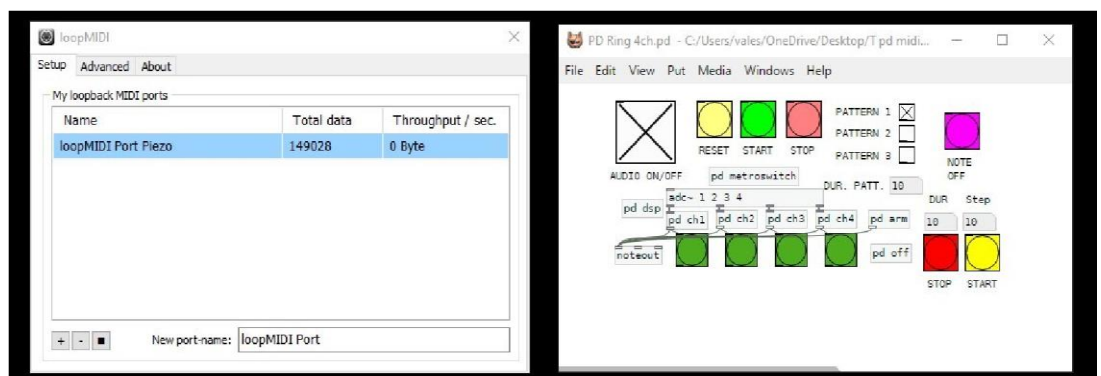 loopMIDI
Setup Advanced About
My loopback MIDI ports
Name Total data Throughput / sec.
loopMIDI Port Piezo 149028 0 Byte
+ - ■ New port-name: loopMIDI Port
PD Ring 4ch.pd - C:/Users/vales/OneDrive/Desktop/T pd midi...
File Edit View Put Media Windows Help
PATTERN 1
PATTERN 2
PATTERN 3
RESET START STOP
AUDIO ON/OFF
NOTE
OFF
pd metroswitch
DUR. PATT. 10
adc~ 1 2 3 4
DUR Step
pd dsp
pd ch1 pd ch2 pd ch3 pd ch4 pd arm
10 10
noteout
pd off
STOP START